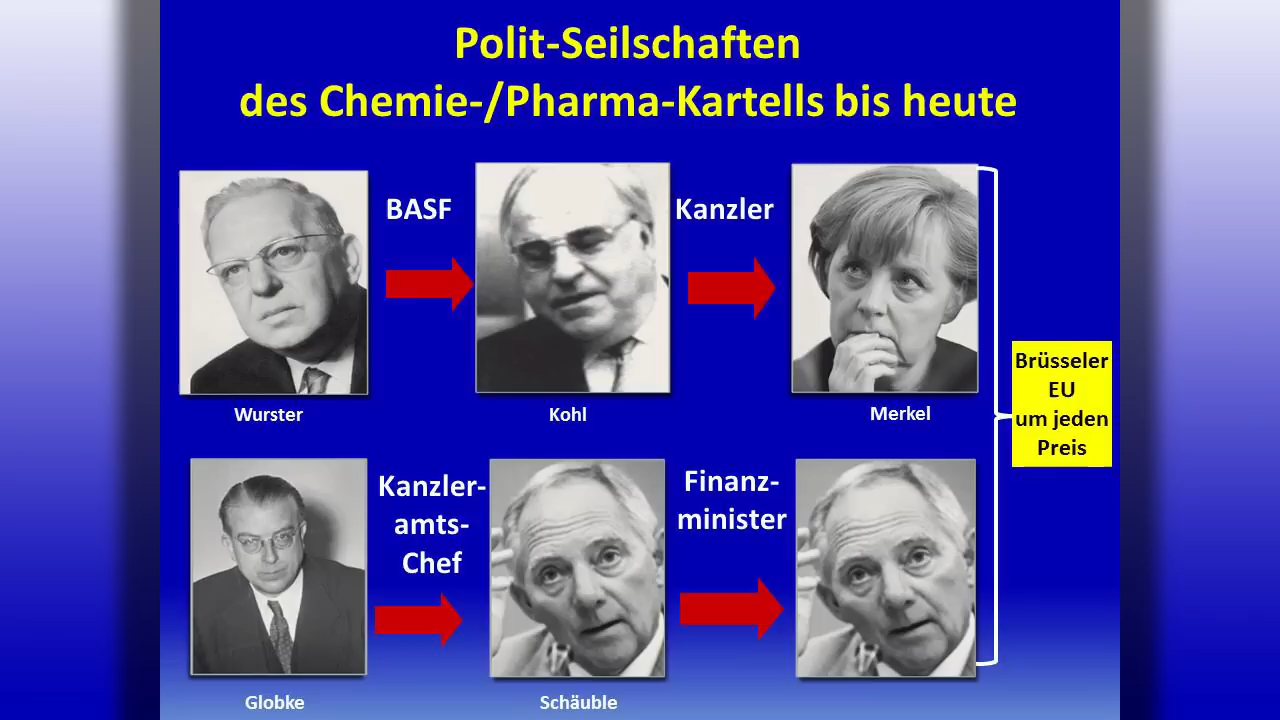 Polit-Seilschaften
des Chemie-/Pharma-Kartells bis heute
BASF
Kanzler
Wurster
Kohl
Merkel
Brüsseler
EU
um jeden
Preis
Kanzler-
amts-
Chef
Finanz-
minister
Globke
Schäuble